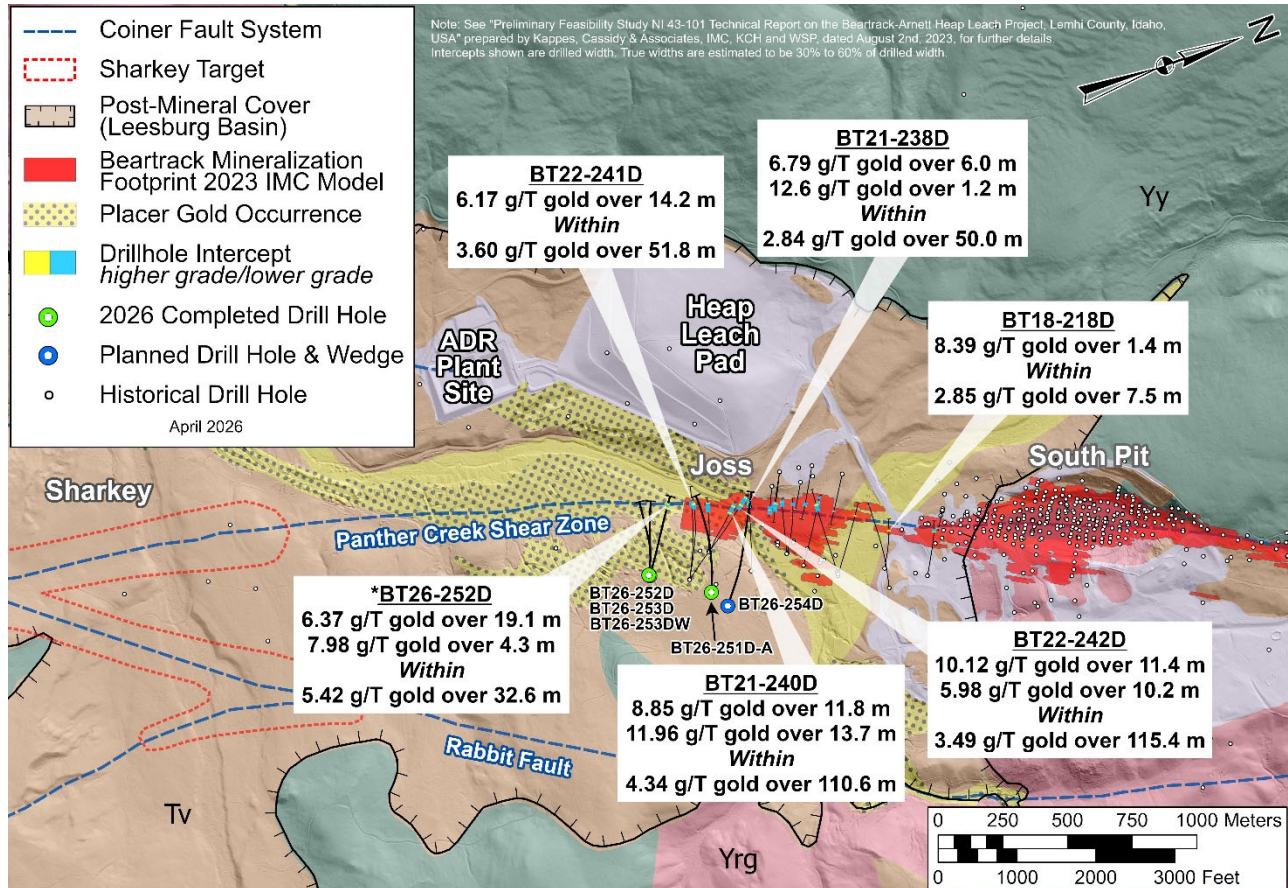 Coiner Fault System
Sharkey Target
Post-Mineral Cover
(Leesburg Basin)
Beartrack Mineralization
Footprint 2023 IMC Model
Placer Gold Occurrence
Drillhole Intercept
higher grade/lower grade
2026 Completed Drill Hole
Planned Drill Hole & Wedge
Historical Drill Hole
April 2026
Note: See "Preliminary Feasibility Study NI 43-101 Technical Report on the Beartrack-Arnett Heap Leach Project, Lemhi County, Idaho,
USA" prepared by Kappes, Cassidy & Associates, IMC, KCH and WSP, dated August 2nd, 2023, for further details
Intercepts shown are drilled width. True widths are estimated to be 30% to 60% of drilled width.
N
BT22-241D
6.17 g/T gold over 14.2 m
Within
3.60 g/T gold over 51.8 m
BT21-238D
6.79 g/T gold over 6.0 m
12.6 g/T gold over 1.2 m
Within
2.84 g/T gold over 50.0 m
Yy
BT18-218D
8.39 g/T gold over 1.4 m
Within
2.85 g/T gold over 7.5 m
ADR
Plant
Site
Heap
Leach
Pad
Joss
South Pit
Sharkey
Panther Creek Shear Zone
BT26-252D
BT26-253D
BT26-253DW
BT26-254D
BT26-251D-A
*BT26-252D
6.37 g/T gold over 19.1 m
7.98 g/T gold over 4.3 m
Within
5.42 g/T gold over 32.6 m
BT21-240D
8.85 g/T gold over 11.8 m
11.96 g/T gold over 13.7 m
Within
4.34 g/T gold over 110.6 m
BT22-242D
10.12 g/T gold over 11.4 m
5.98 g/T gold over 10.2 m
Within
3.49 g/T gold over 115.4 m
Rabbit Fault
Tv
Yrg
0 250 500 750 1000 Meters
0 1000 2000 3000 Feet